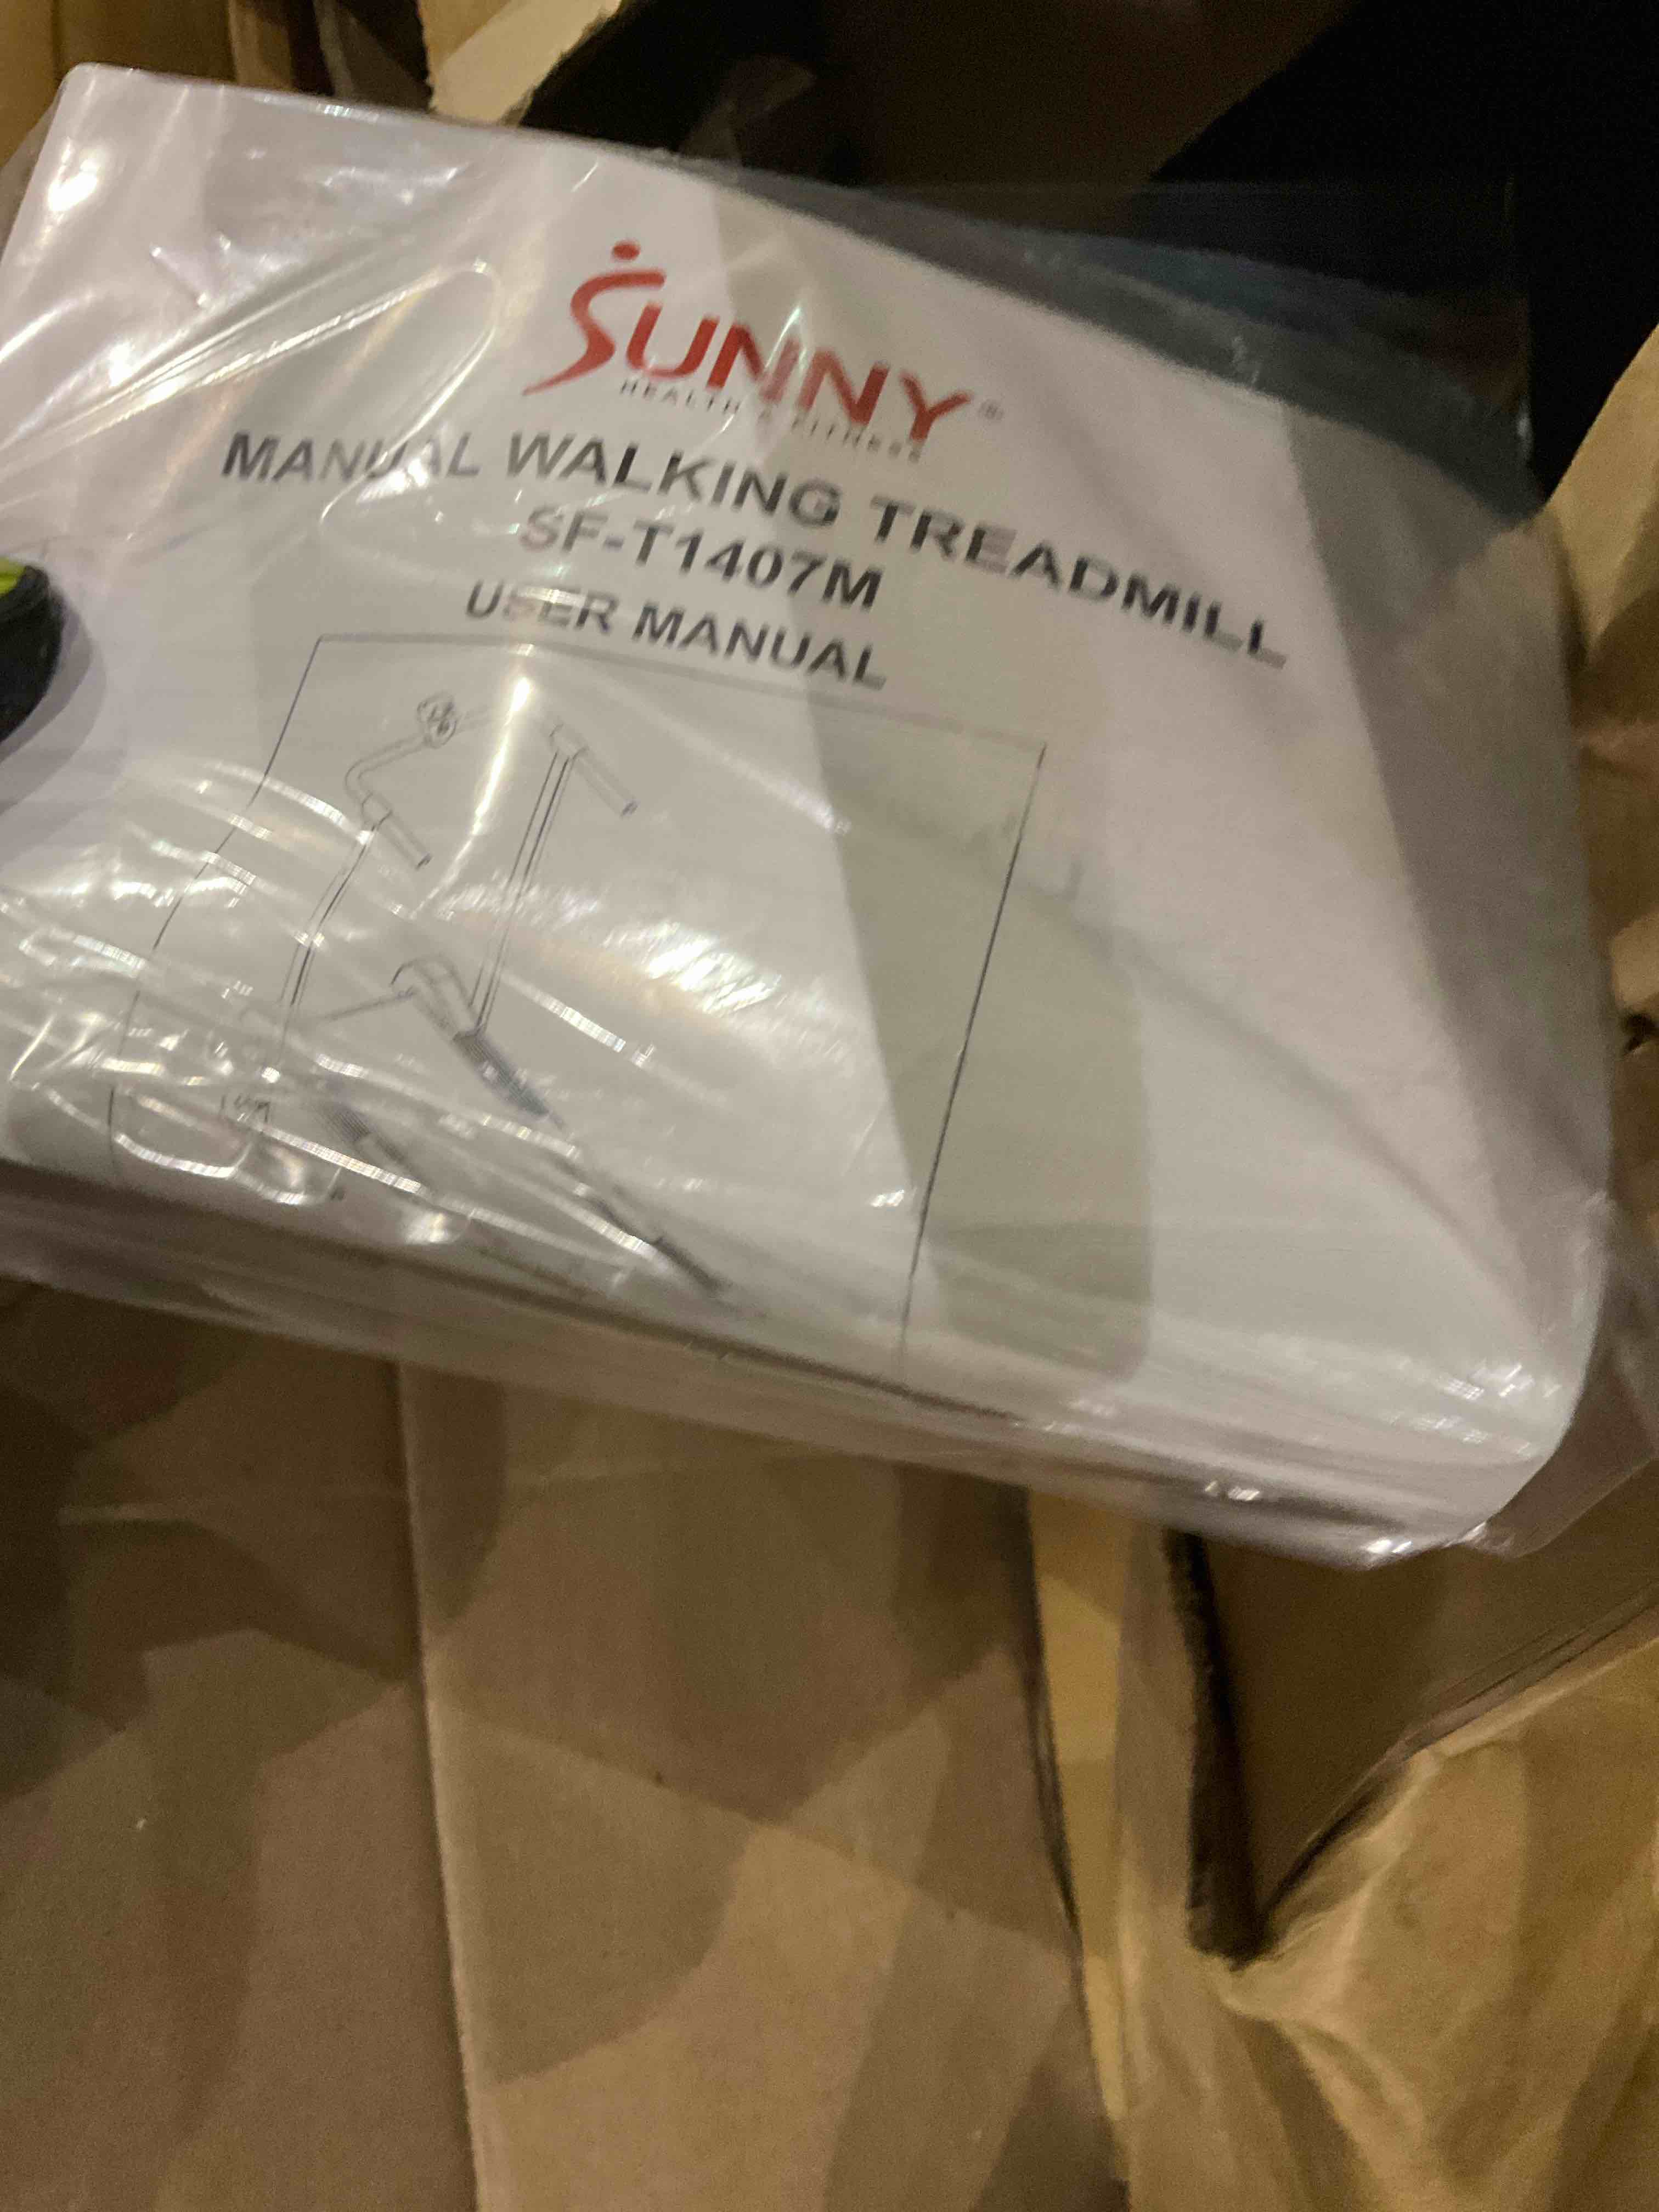 SUNNY®
HEALTH & FITNESS
MANUAL WALKING TREADMILL
SF-T1407M
USER MANUAL